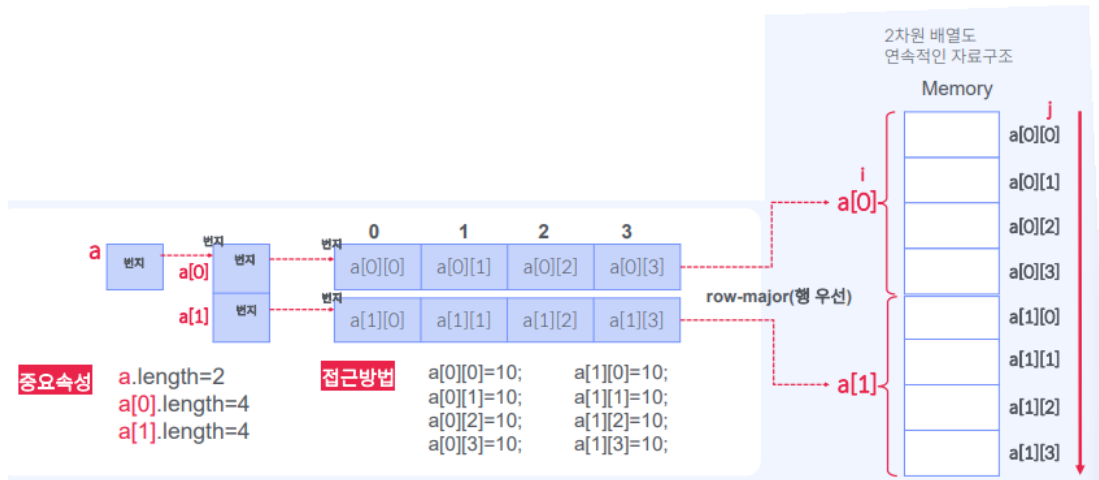 2차원 배열도
연속적인 자료구조
Memory
j
a[0][0]
a[0][1]
a[0][2]
a[0][3]
a[1][0]
a[1][1]
a[1][2]
a[1][3]
i
a[0]
a[1]
row-major(행 우선)
0 1 2 3
a 번지 번지 a[0] 번지 번지 a[0][0] a[0][1] a[0][2] a[0][3]
a[1] 번지 번지 a[1][0] a[1][1] a[1][2] a[1][3]
중요속성
a.length=2
a[0].length=4
a[1].length=4
접근방법
a[0][0]=10; a[1][0]=10;
a[0][1]=10; a[1][1]=10;
a[0][2]=10; a[1][2]=10;
a[0][3]=10; a[1][3]=10;